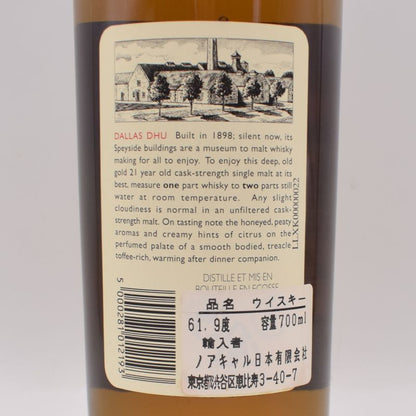 DALLAS DHU Built in 1898; silent now, its
Speyside buildings are a museum to malt whisky
making for all to enjoy. To enjoy this deep, old
gold 21 year old cask-strength single malt at its
best, measure one part whisky to two parts still
water at room temperature. Any slight
cloudiness is normal in an unfiltered cask-
strength malt. On tasting note the honeyed, peaty
aromas and creamy hints of citrus on the
perfumed palate of a smooth bodied, treacle
toffee-rich, warming after dinner companion.
LLXK00000022
DISTILLE ET MIS EN
BOUTEILLE EN ECOSSE
5 000281 012193
品名 ウイスキー
61.9度 容量700ml
輸入者
ノアキャル日本有限会社
東京都渋谷区恵比寿3-40-7